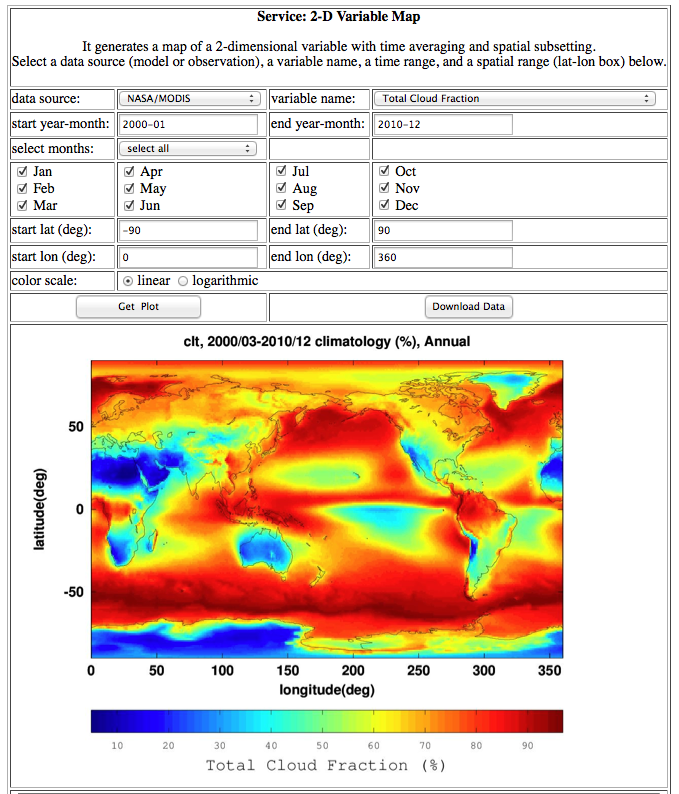 Service: 2-D Variable Map
It generates a map of a 2-dimensional variable with time averaging and spatial subsetting.
Select a data source (model or observation), a variable name, a time range, and a spatial range (lat-lon box) below.
data source: NASA/MODIS variable name: Total Cloud Fraction
start year-month: 2000-01 end year-month: 2010-12
select months: select all
Jan Apr Jul Oct
Feb May Aug Nov
Mar Jun Sep Dec
start lat (deg): -90 end lat (deg): 90
start lon (deg): 0 end lon (deg): 360
color scale: linear logarithmic
Get Plot Download Data
clt, 2000/03-2010/12 climatology (%), Annual
latitude(deg)
50
0
-50
0 50 100 150 200 250 300 350
longitude(deg)
10 20 30 40 50 60 70 80 90
Total Cloud Fraction (%)